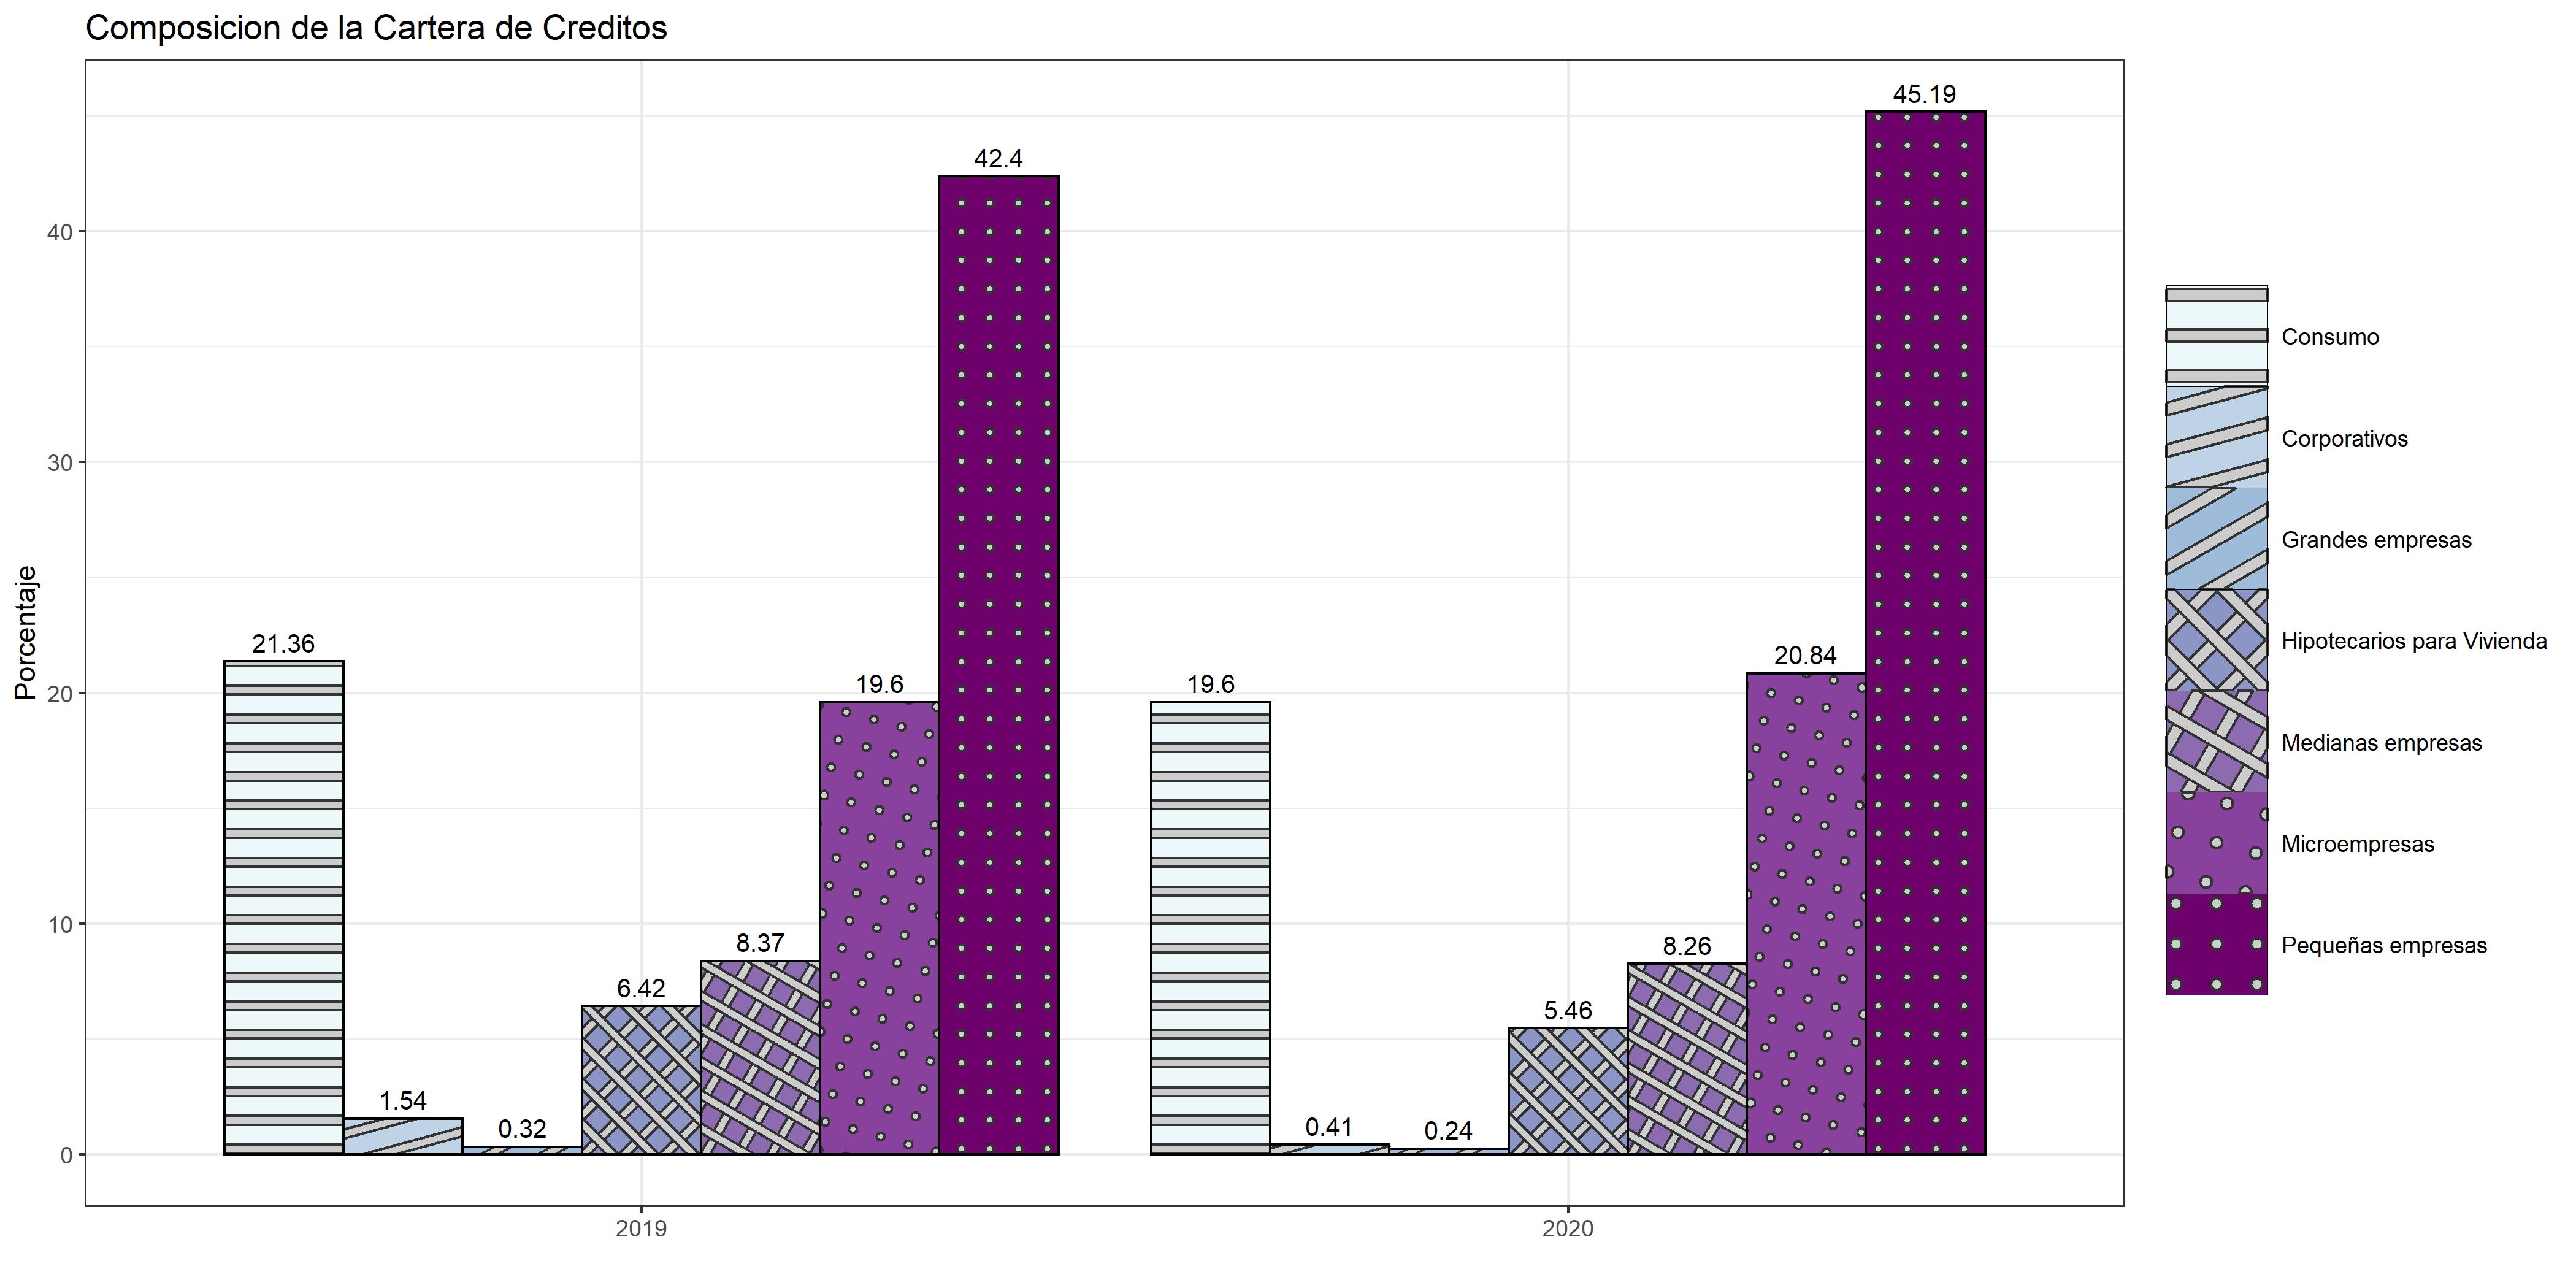 Composicion de la Cartera de Creditos
Porcentaje
40
30
20
10
0
21.36
1.54
0.32
6.42
8.37
19.6
42.4
19.6
0.41
0.24
5.46
8.26
20.84
45.19
2019
2020
Consumo
Corporativos
Grandes empresas
Hipotecarios para Vivienda
Medianas empresas
Microempresas
Pequeñas empresas